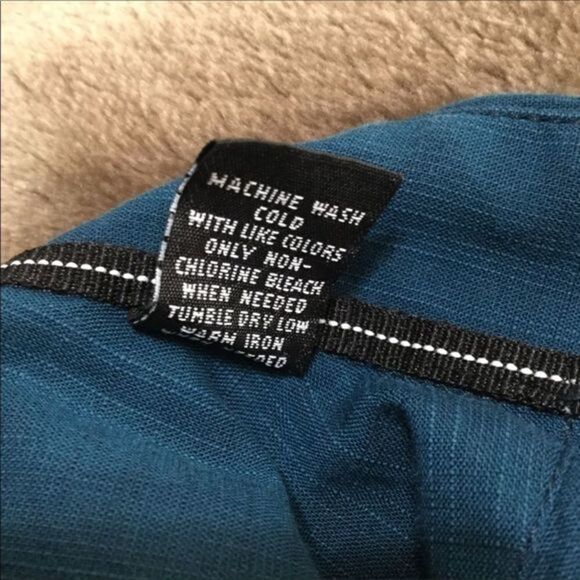 MACHINE WASH
COLD
WITH LIKE COLORS
ONLY NON-
CHLORINE BLEACH
WHEN NEEDED
TUMBLE DRY LOW
WARM IRON